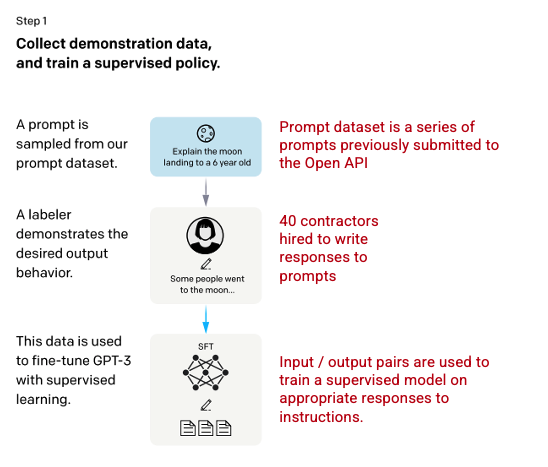 Step 1
Collect demonstration data,
and train a supervised policy.
A prompt is
sampled from our
prompt dataset.
Explain the moon
landing to a 6 year old
Prompt dataset is a series of
prompts previously submitted to
the Open API
A labeler
demonstrates the
desired output
behavior.
Some people went
to the moon...
40 contractors
hired to write
responses to
prompts
This data is used
to fine-tune GPT-3
with supervised
learning.
SFT
Input / output pairs are used to
train a supervised model on
appropriate responses to
instructions.